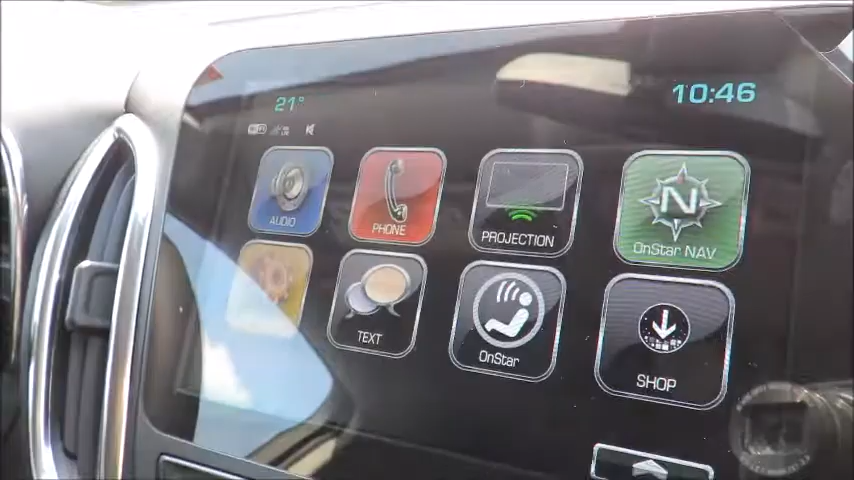 21°
10:46
AUDIO
PHONE
PROJECTION
N
OnStar NAV
TEXT
OnStar
SHOP